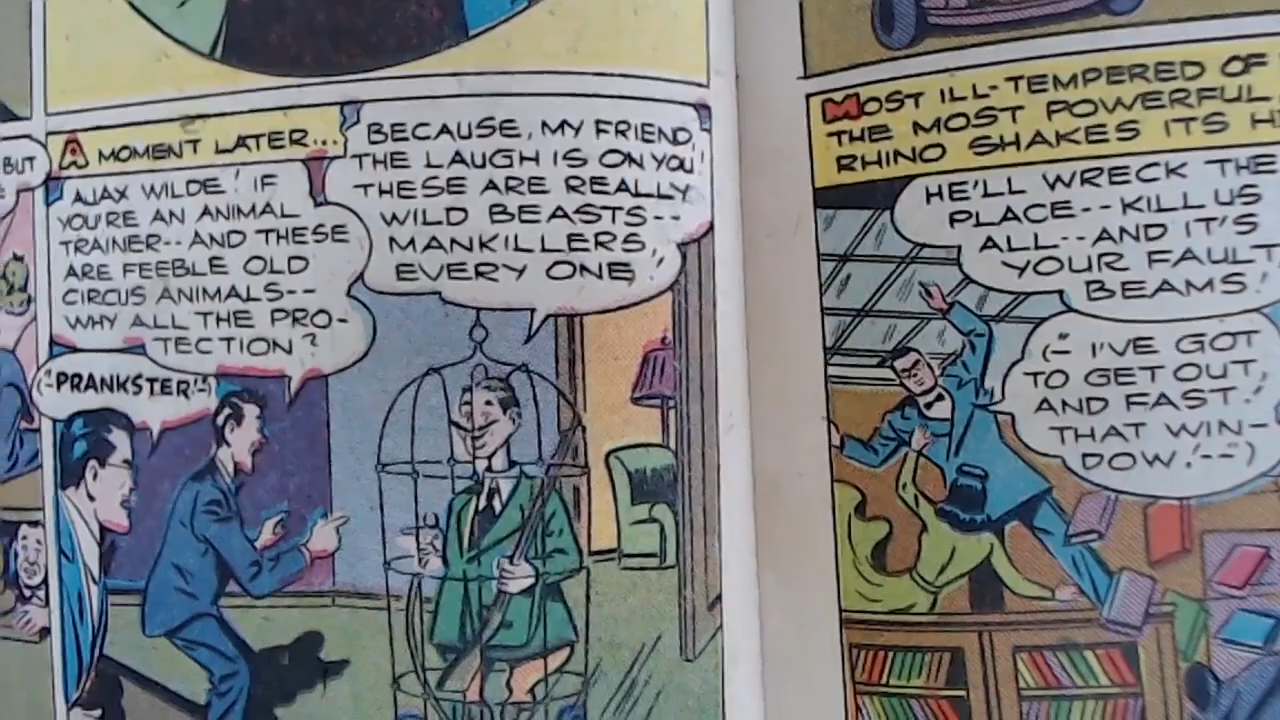 BUT
A MOMENT LATER...
AJAX WILDE! IF
YOU'RE AN ANIMAL
TRAINER--AND THESE
ARE FEEBLE OLD
CIRCUS ANIMALS--
WHY ALL THE PRO-
TECTION?
(-PRANKSTER!-)
BECAUSE, MY FRIEND,
THE LAUGH IS ON YOU!
THESE ARE REALLY
WILD BEASTS--
MANKILLERS,
EVERY ONE!
MOST ILL-TEMPERED OF
THE MOST POWERFUL,
RHINO SHAKES ITS
HE'LL WRECK THE
PLACE--KILL US
ALL--AND IT'S
YOUR FAULT,
BEAMS!
(- I'VE GOT
TO GET OUT,
AND FAST!
THAT WIN-
DOW!--)